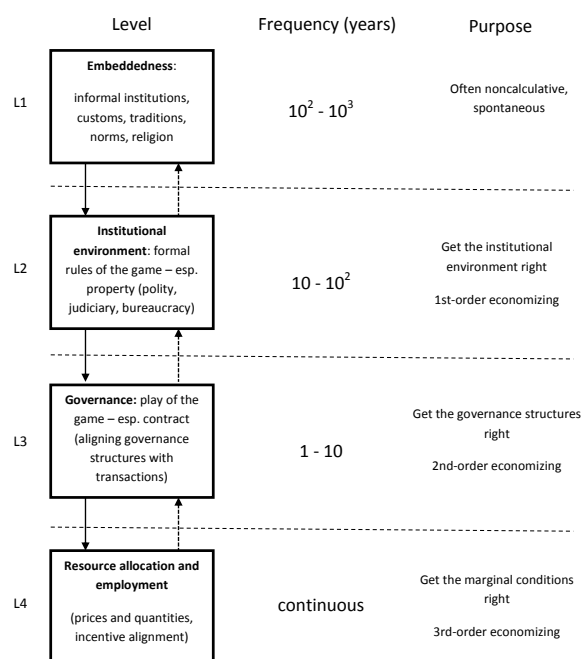 Level Frequency (years) Purpose
L1
Embeddedness:
informal institutions,
customs, traditions,
norms, religion
10² - 10³
Often noncalculative,
spontaneous
L2
Institutional
environment: formal
rules of the game – esp.
property (polity,
judiciary, bureaucracy)
10 - 10²
Get the institutional
environment right
1st-order economizing
L3
Governance: play of the
game – esp. contract
(aligning governance
structures with
transactions)
1 - 10
Get the governance structures
right
2nd-order economizing
L4
Resource allocation and
employment
(prices and quantities,
incentive alignment)
continuous
Get the marginal conditions
right
3rd-order economizing